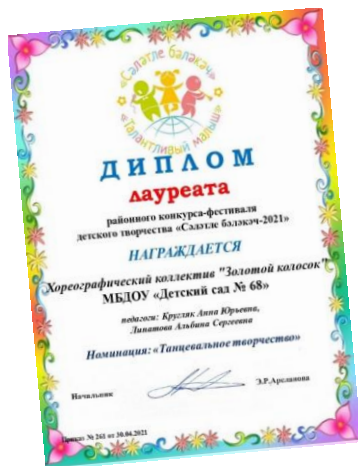 «Сәләтле бәләкәч»
«Талантливый малыш»
ДИПЛОМ
лауреата
районного конкурса-фестиваля
детского творчества «Сәләтле бәләкәч-2021»
НАГРАЖДАЕТСЯ
Хореографический коллектив "Золотой колосок"
МБДОУ «Детский сад № 68»
педагоги: Кругляк Анна Юрьевна,
Липатова Альбина Сергеевна
Номинация: «Танцевальное творчество»
Начальник Э.Р.Арсланова
Приказ № 261 от 30.04.2021